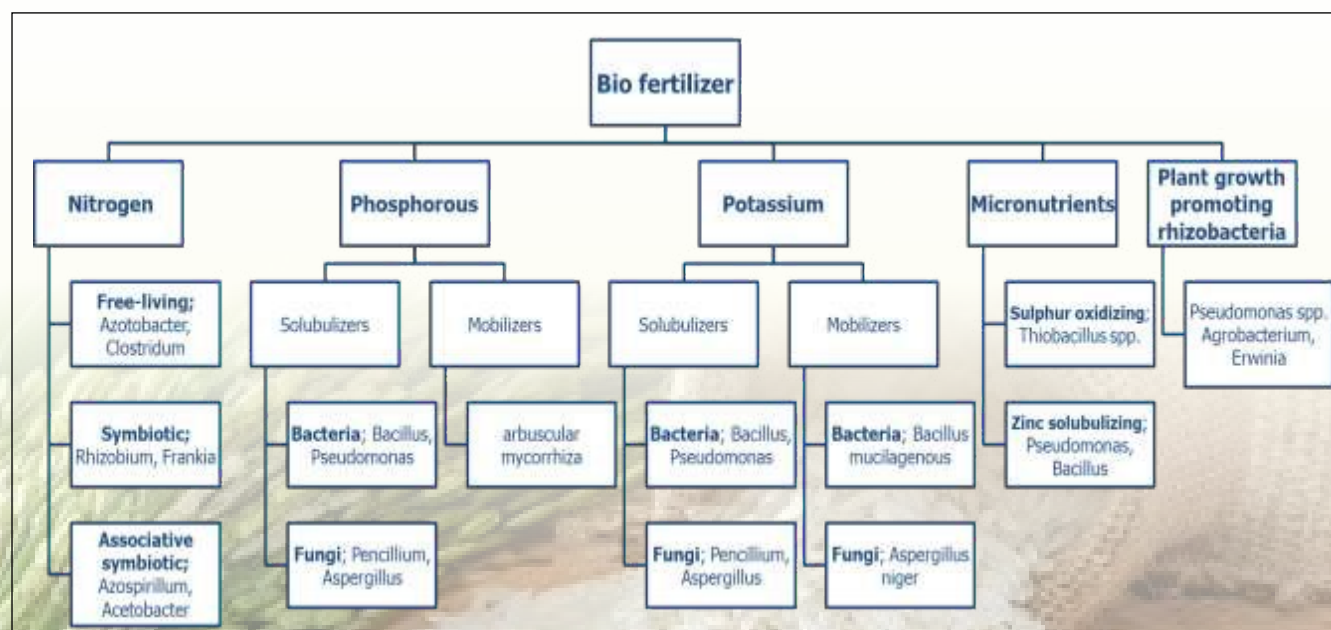 Bio fertilizer
Nitrogen
Phosphorous
Potassium
Micronutrients
Plant growth
promoting
rhizobacteria
Free-living;
Azotobacter,
Clostridum
Solubulizers
Mobilizers
Solubulizers
Mobilizers
Sulphur oxidizing;
Thiobacillus spp.
Pseudomonas spp.
Agrobacterium,
Erwinia
Symbiotic;
Rhizobium, Frankia
Bacteria; Bacillus,
Pseudomonas
arbuscular
mycorrhiza
Bacteria; Bacillus,
Pseudomonas
Bacteria; Bacillus
mucilagenous
Zinc solubulizing;
Pseudomonas,
Bacillus
Associative
symbiotic;
Azospirillum,
Acetobacter
Fungi; Pencillium,
Aspergillus
Fungi; Pencillium,
Aspergillus
Fungi; Aspergillus
niger